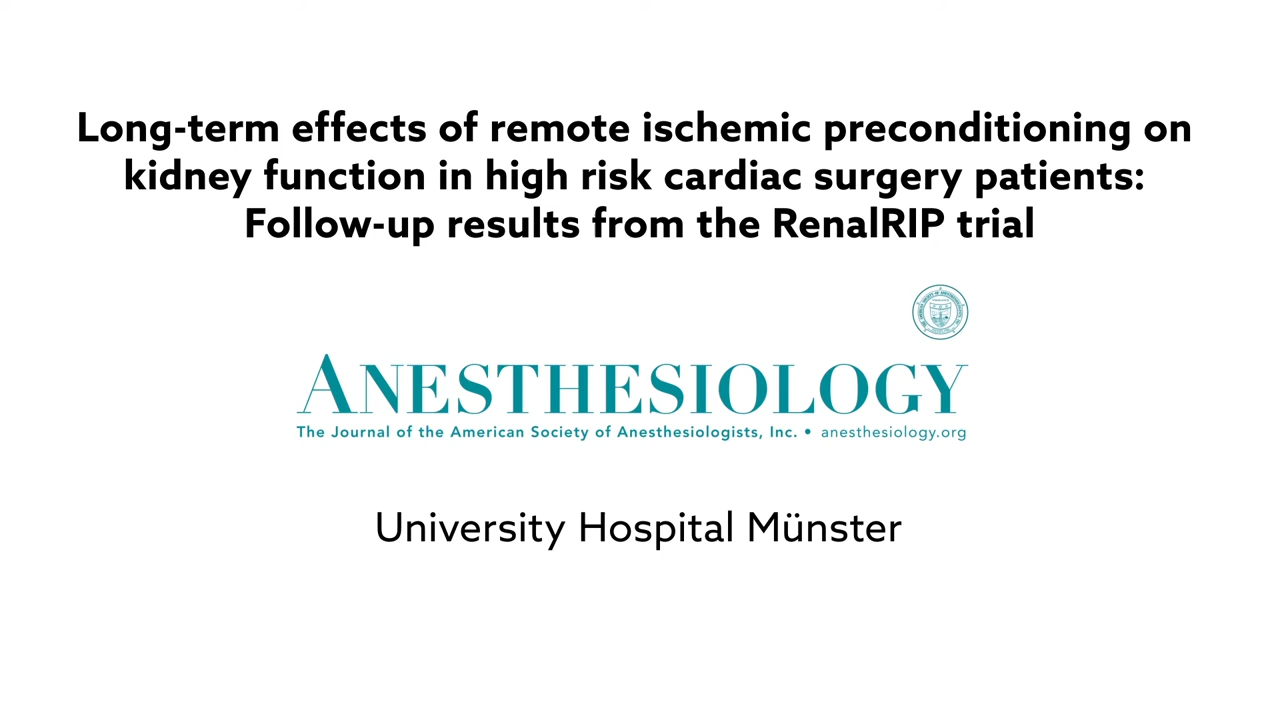 Long-term effects of remote ischemic preconditioning on
kidney function in high risk cardiac surgery patients:
Follow-up results from the RenalRIP trial
ANESTHESIOLOGY
The Journal of the American Society of Anesthesiologists, Inc. • anesthesiology.org
University Hospital Münster